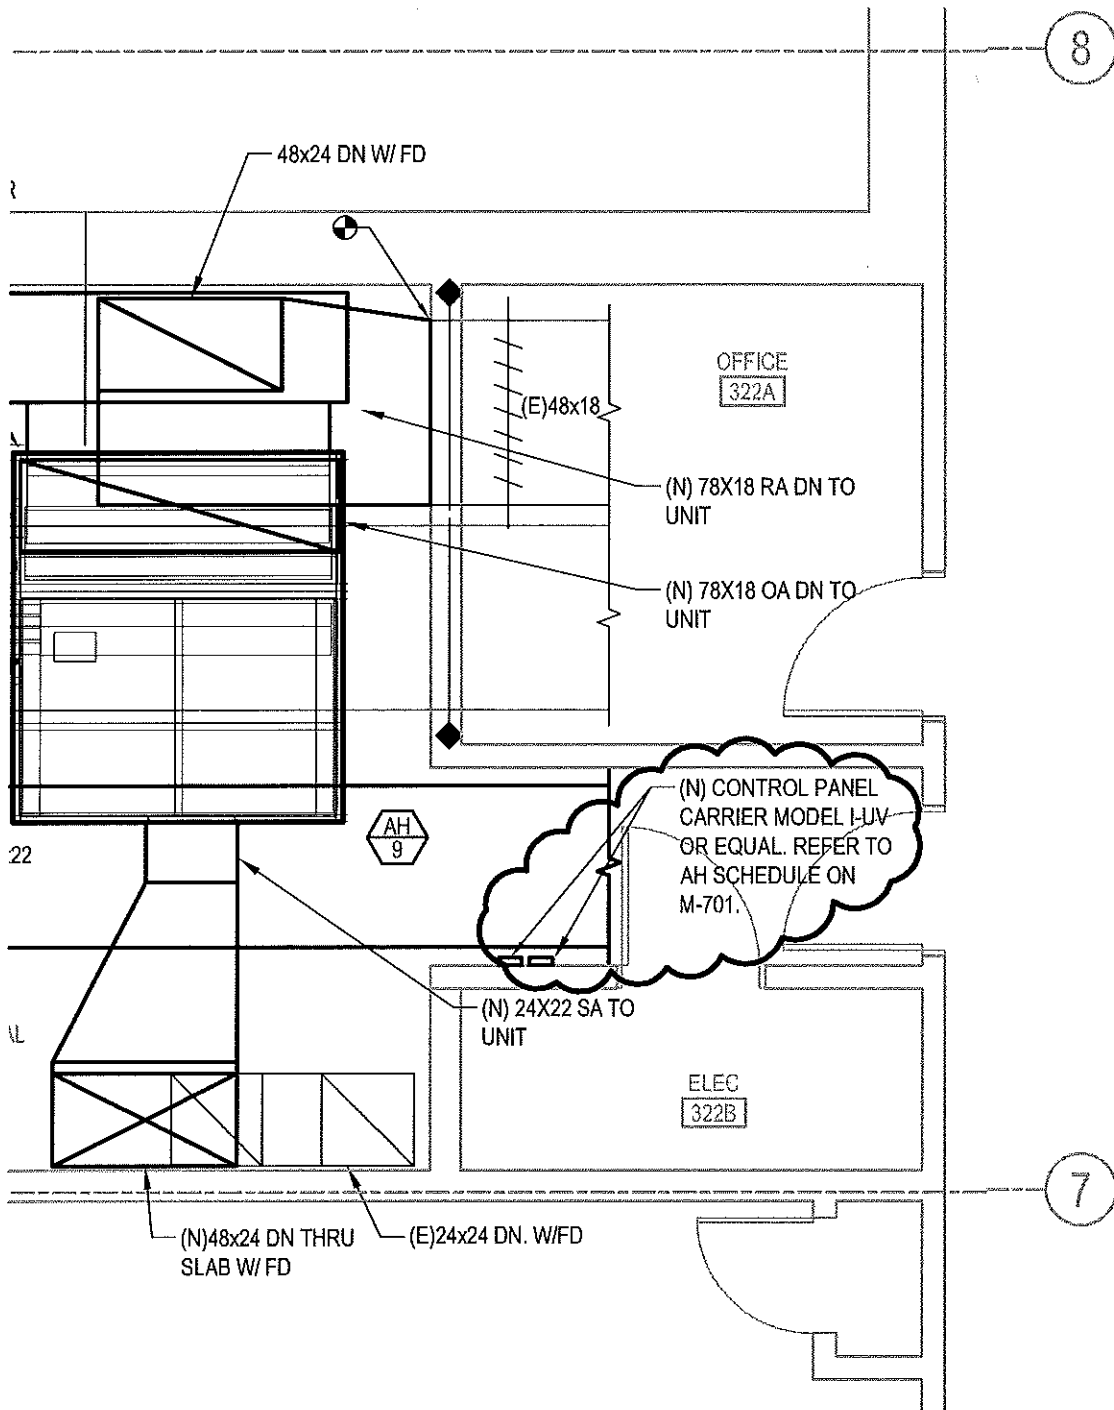 8
48x24 DN W/ FD
R
OFFICE
322A
(E)48x18
(N) 78X18 RA DN TO
UNIT
(N) 78X18 OA DN TO
UNIT
(N) CONTROL PANEL
CARRIER MODEL I-UV
OR EQUAL. REFER TO
AH SCHEDULE ON
M-701.
AH
9
22
(N) 24X22 SA TO
UNIT
AL
ELEC
322B
7
(N)48x24 DN THRU
SLAB W/ FD
(E)24x24 DN. W/FD